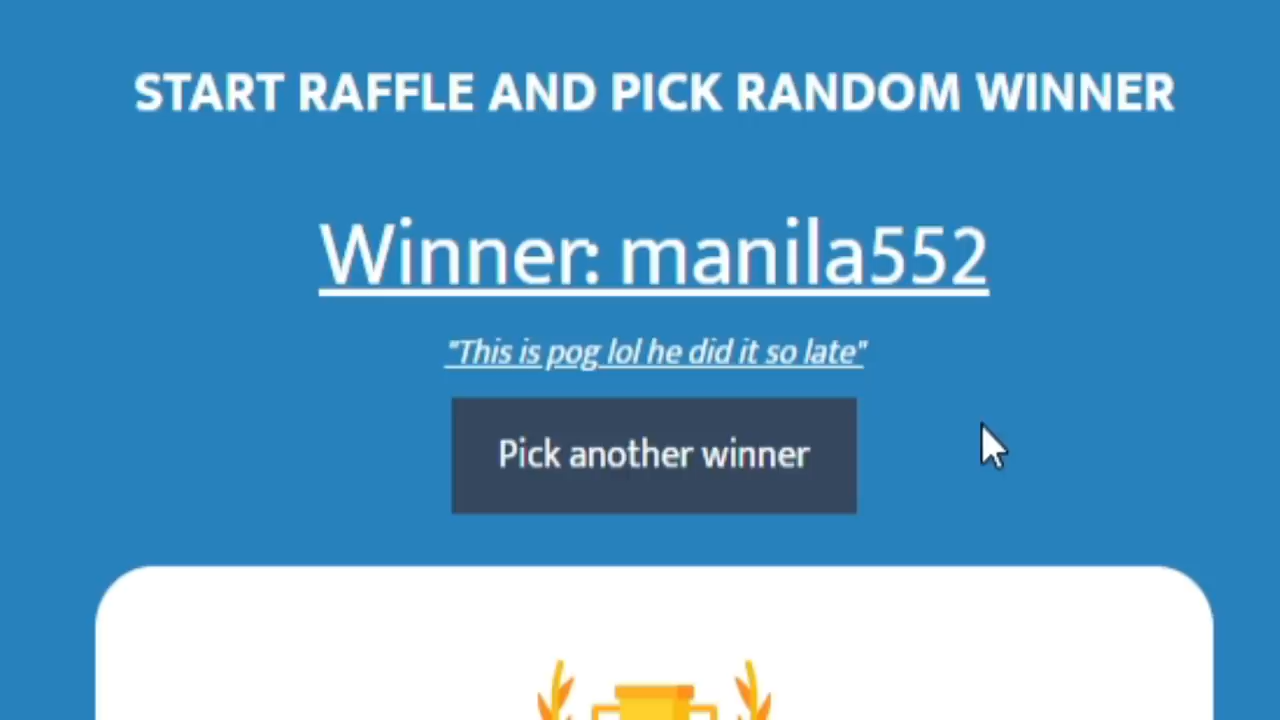 START RAFFLE AND PICK RANDOM WINNER
Winner: manila552
"This is pog lol he did it so late"
Pick another winner